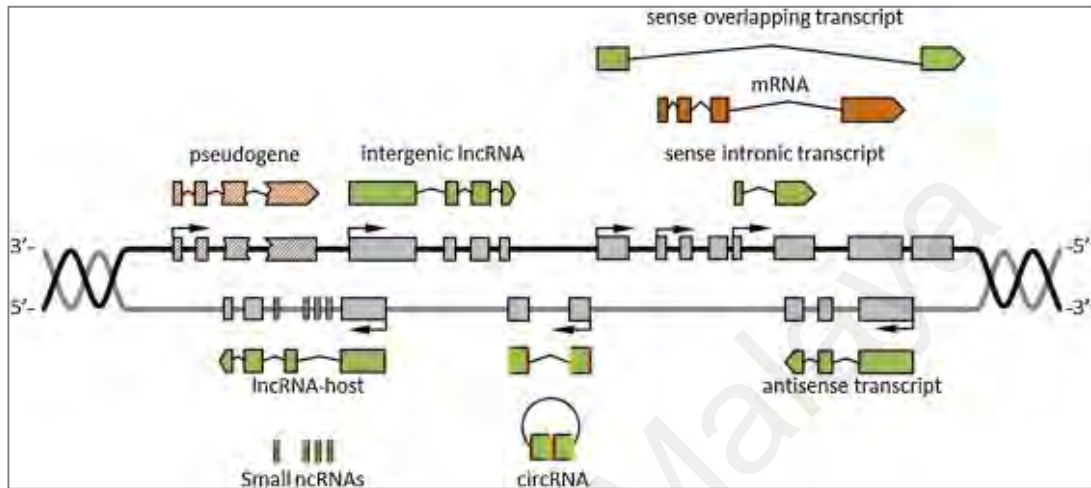 sense overlapping transcript
mRNA
pseudogene
intergenic lncRNA
sense intronic transcript
3'-
-5'
5'-
-3'
lncRNA-host
antisense transcript
Small ncRNAs
circRNA
Malaya